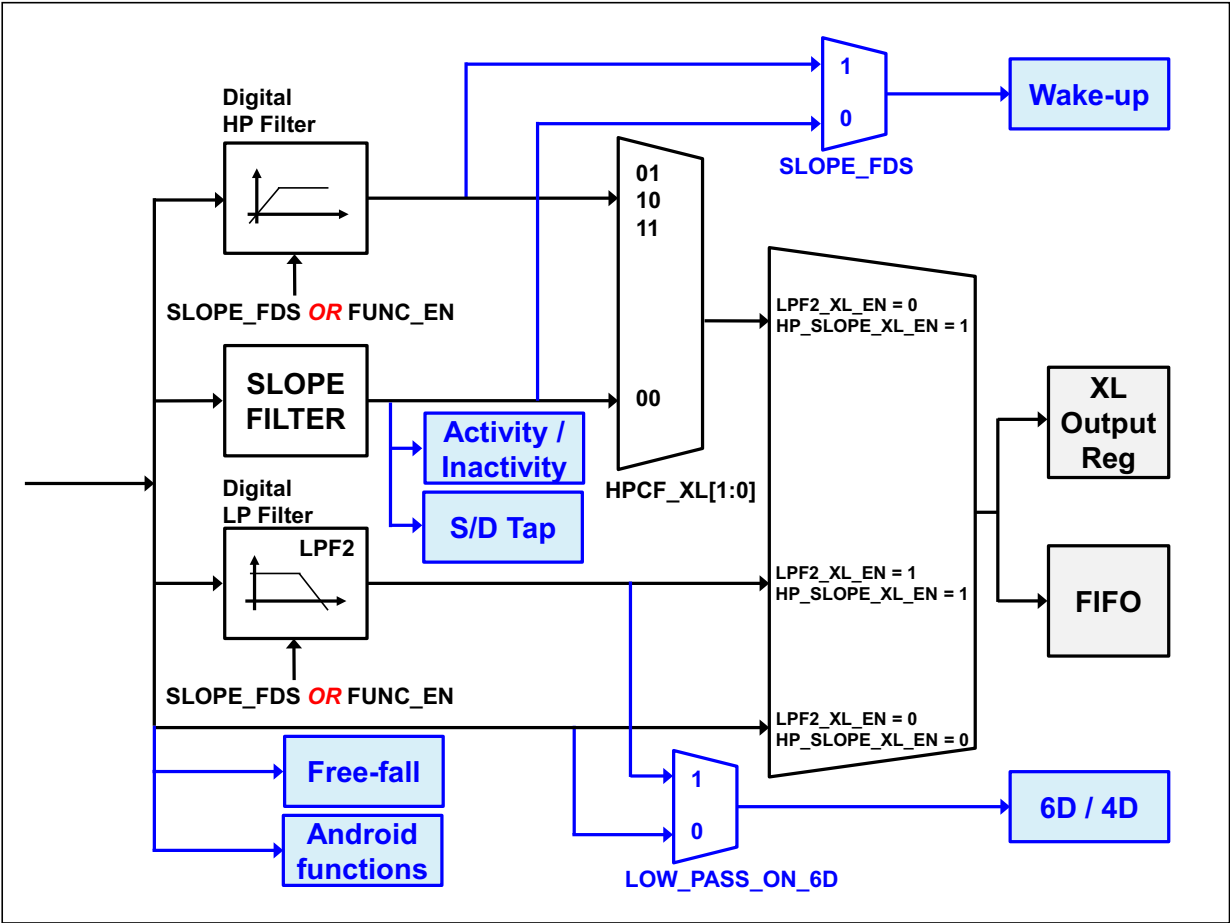 1
0
SLOPE_FDS
Wake-up
Digital
HP Filter
SLOPE_FDS OR FUNC_EN
01
10
11
00
HPCF_XL[1:0]
SLOPE
FILTER
Activity /
Inactivity
S/D Tap
Digital
LP Filter
LPF2
SLOPE_FDS OR FUNC_EN
LPF2_XL_EN = 0
HP_SLOPE_XL_EN = 1
LPF2_XL_EN = 1
HP_SLOPE_XL_EN = 1
LPF2_XL_EN = 0
HP_SLOPE_XL_EN = 0
XL
Output
Reg
FIFO
Free-fall
Android
functions
1
0
LOW_PASS_ON_6D
6D / 4D